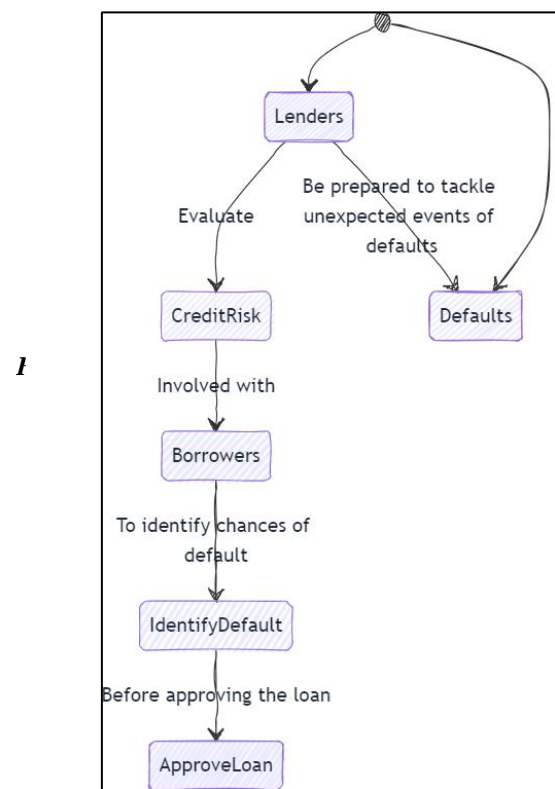 Lenders
Evaluate
Be prepared to tackle
unexpected events of
defaults
CreditRisk
Defaults
Involved with
Borrowers
To identify chances of
default
IdentifyDefault
Before approving the loan
ApproveLoan